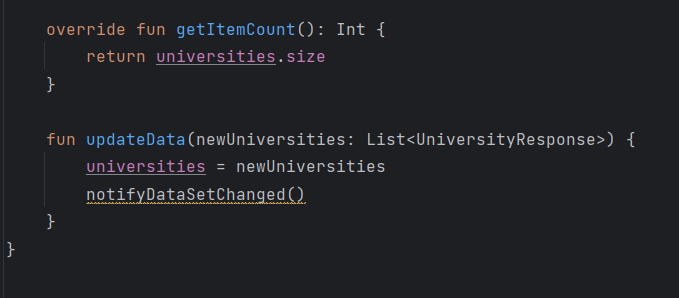 override fun getItemCount(): Int {
return universities.size
}
fun updateData(newUniversities: List<UniversityResponse>) {
universities = newUniversities
notifyDataSetChanged()
}
}